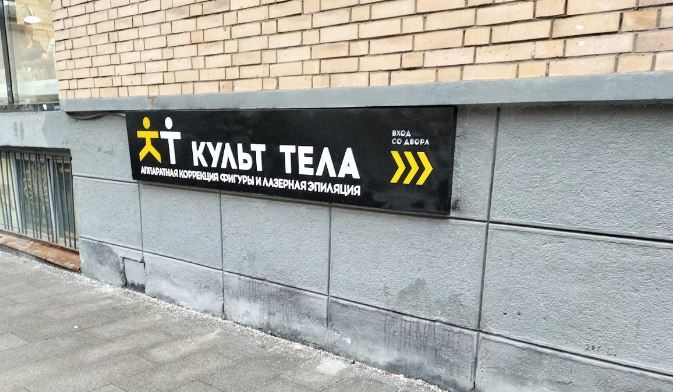 КУЛЬТ ТЕЛА
АППАРАТНАЯ КОРРЕКЦИЯ ФИГУРЫ И ЛАЗЕРНАЯ ЭПИЛЯЦИЯ
ВХОД
СО ДВОРА